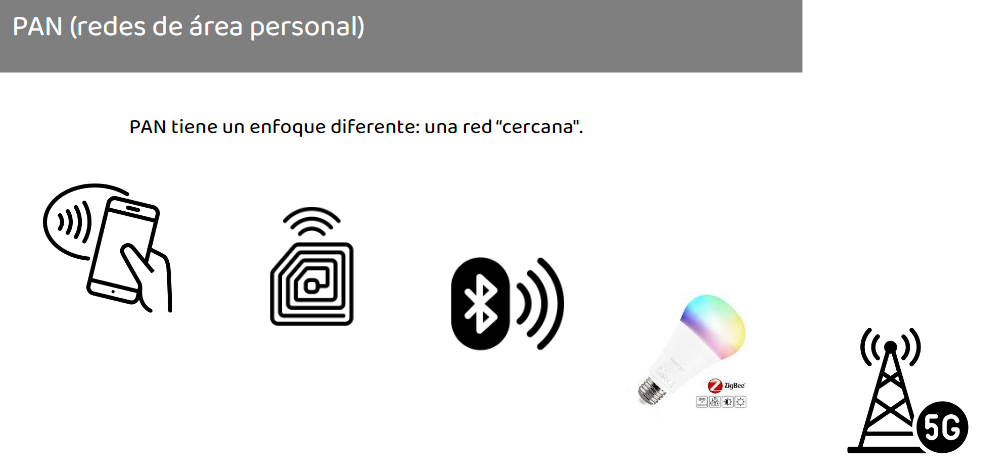 PAN (redes de área personal)
PAN tiene un enfoque diferente: una red “cercana".
ZigBee
5G